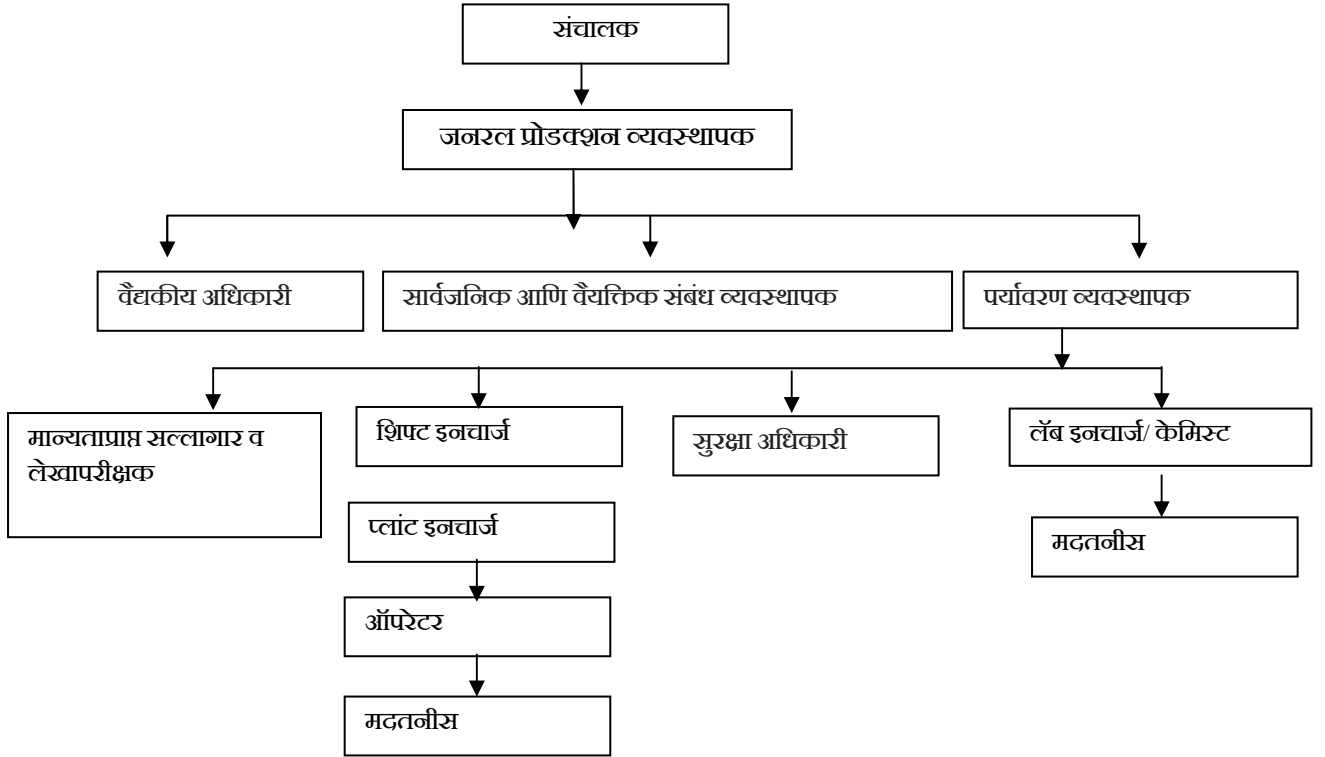 संचालक
जनरल प्रोडक्शन व्यवस्थापक
वैद्यकीय अधिकारी
सार्वजनिक आणि वैयक्तिक संबंध व्यवस्थापक
पर्यावरण व्यवस्थापक
मान्यताप्राप्त सल्लागार व
लेखापरीक्षक
शिफ्ट इनचार्ज
सुरक्षा अधिकारी
लॅब इनचार्ज/ केमिस्ट
प्लांट इनचार्ज
मदतनीस
ऑपरेटर
मदतनीस